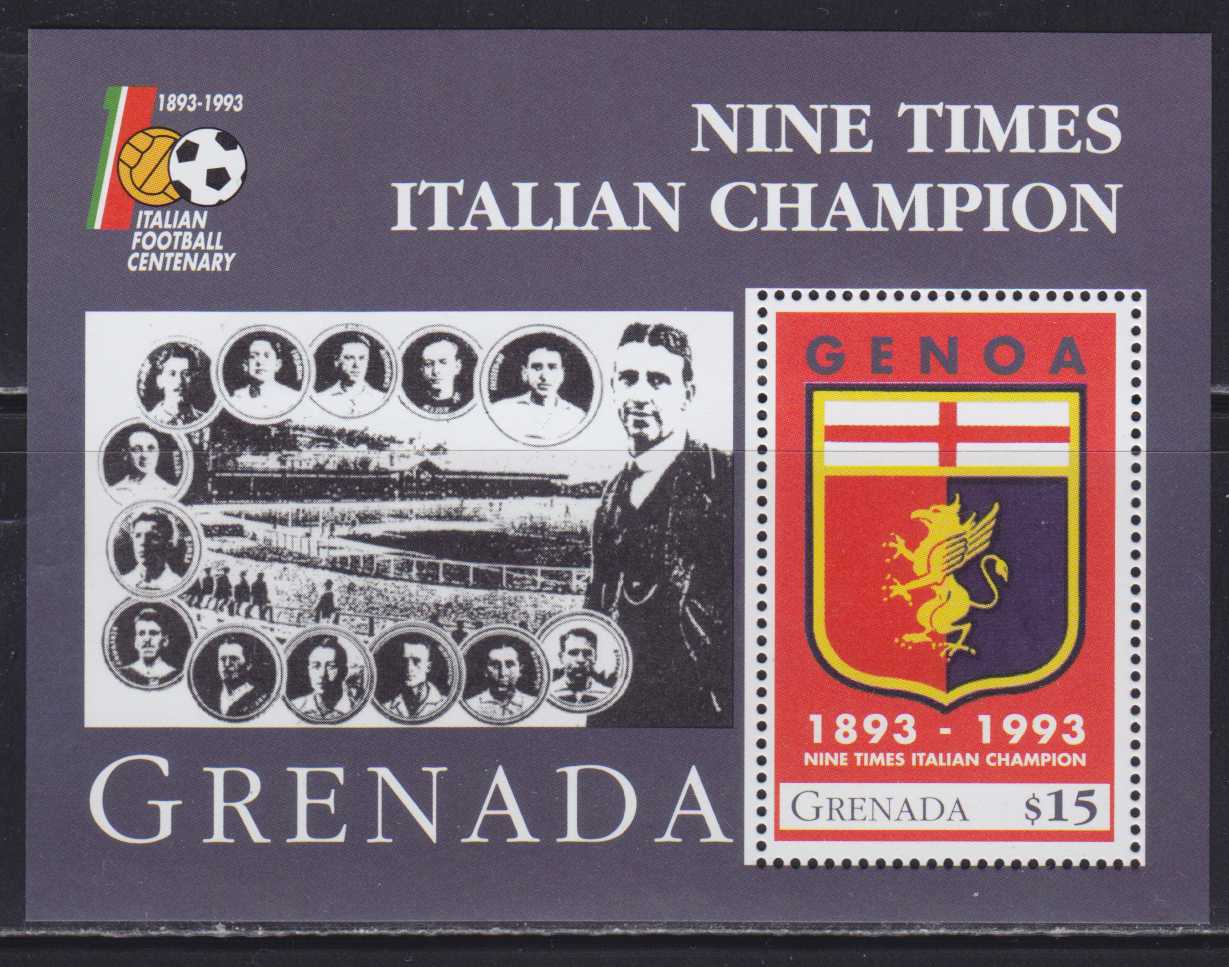 1893-1993
ITALIAN
FOOTBALL
CENTENARY
NINE TIMES
ITALIAN CHAMPION
GENOA
1893 - 1993
NINE TIMES ITALIAN CHAMPION
GRENADA $15
GRENADA